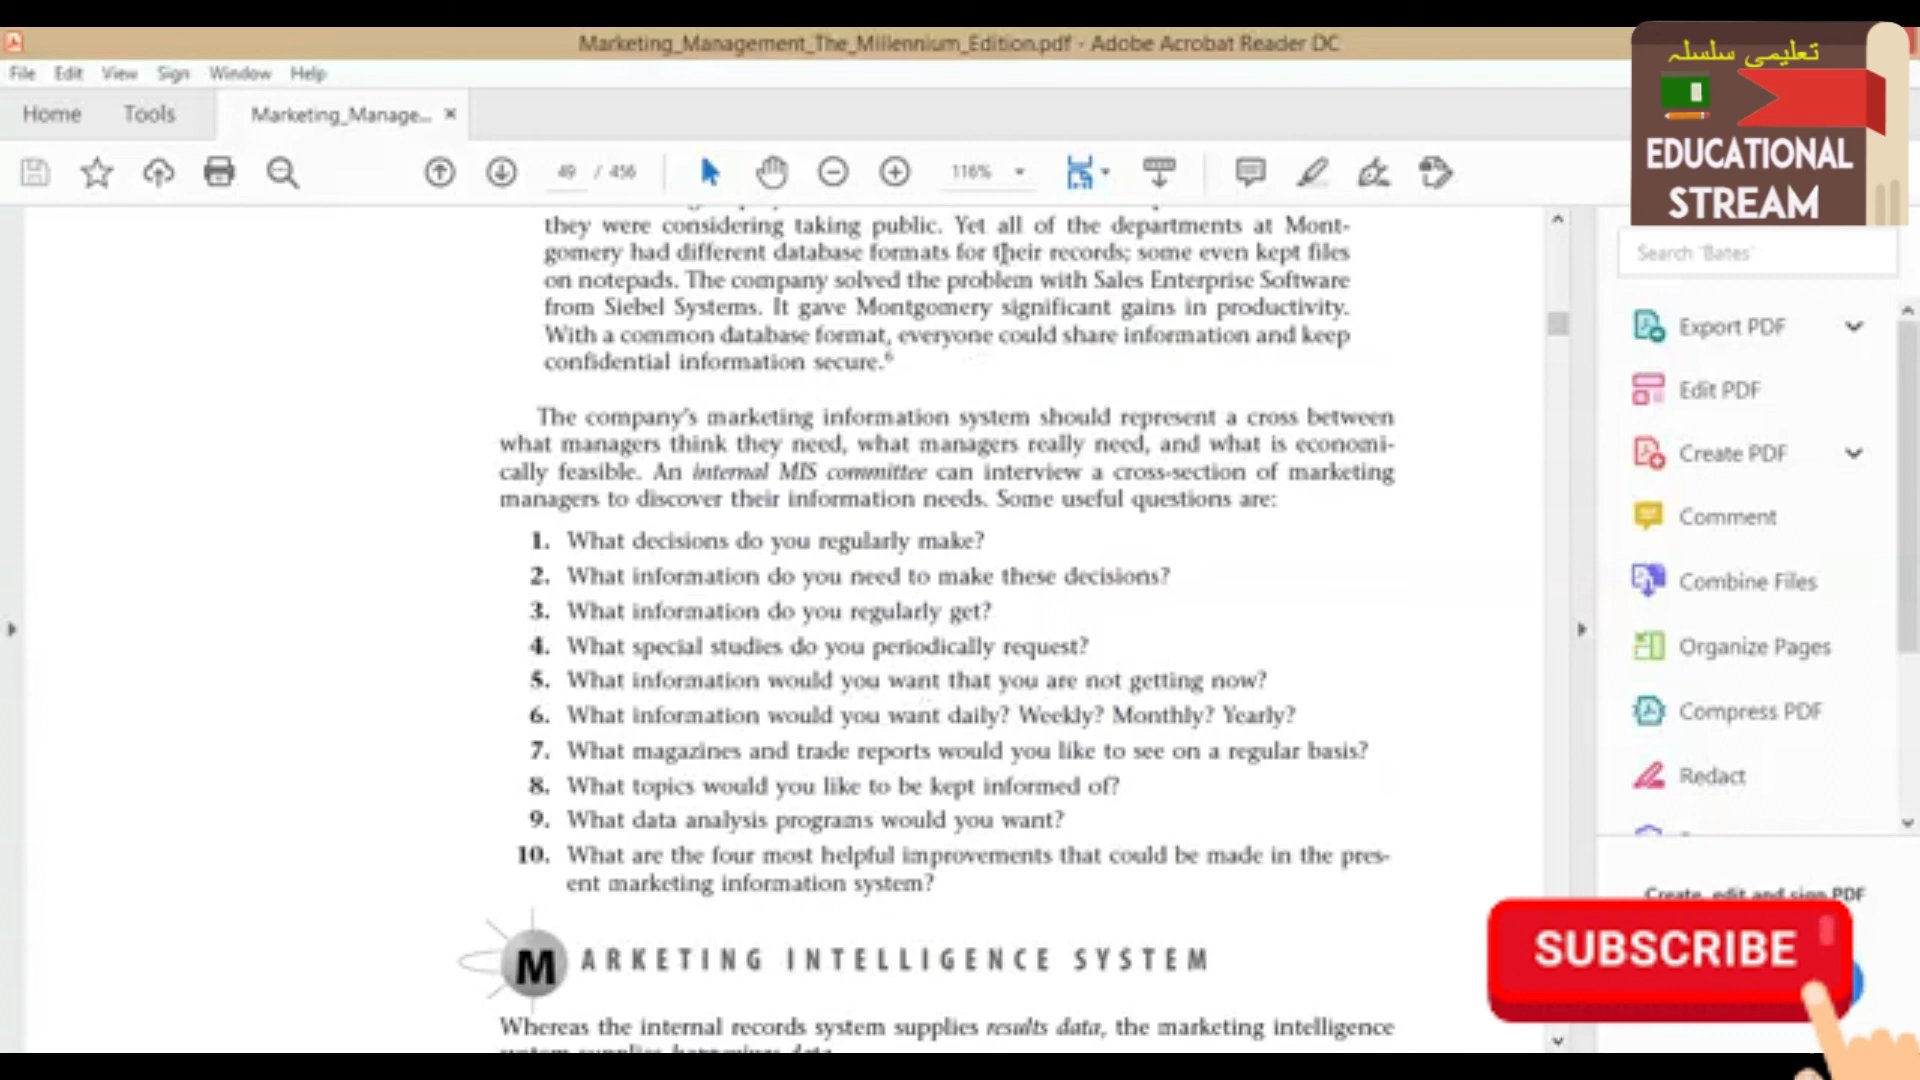 Marketing_Management_The_Millennium_Edition.pdf - Adobe Acrobat Reader DC
File Edit View Sign Window Help
Home Tools Marketing_Manage... ×
49 / 456 116%
تعلیمی سلسلہ
EDUCATIONAL
STREAM
they were considering taking public. Yet all of the departments at Mont-
gomery had different database formats for their records; some even kept files
on notepads. The company solved the problem with Sales Enterprise Software
from Siebel Systems. It gave Montgomery significant gains in productivity.
With a common database format, everyone could share information and keep
confidential information secure.6
The company's marketing information system should represent a cross between
what managers think they need, what managers really need, and what is economi-
cally feasible. An internal MIS committee can interview a cross-section of marketing
managers to discover their information needs. Some useful questions are:
1. What decisions do you regularly make?
2. What information do you need to make these decisions?
3. What information do you regularly get?
4. What special studies do you periodically request?
5. What information would you want that you are not getting now?
6. What information would you want daily? Weekly? Monthly? Yearly?
7. What magazines and trade reports would you like to see on a regular basis?
8. What topics would you like to be kept informed of?
9. What data analysis programs would you want?
10. What are the four most helpful improvements that could be made in the pres-
ent marketing information system?
MARKETING INTELLIGENCE SYSTEM
Whereas the internal records system supplies results data, the marketing intelligence
Search "Bates"
Export PDF
Edit PDF
Create PDF
Comment
Combine Files
Organize Pages
Compress PDF
Redact
Create, edit and sign PDF
SUBSCRIBE